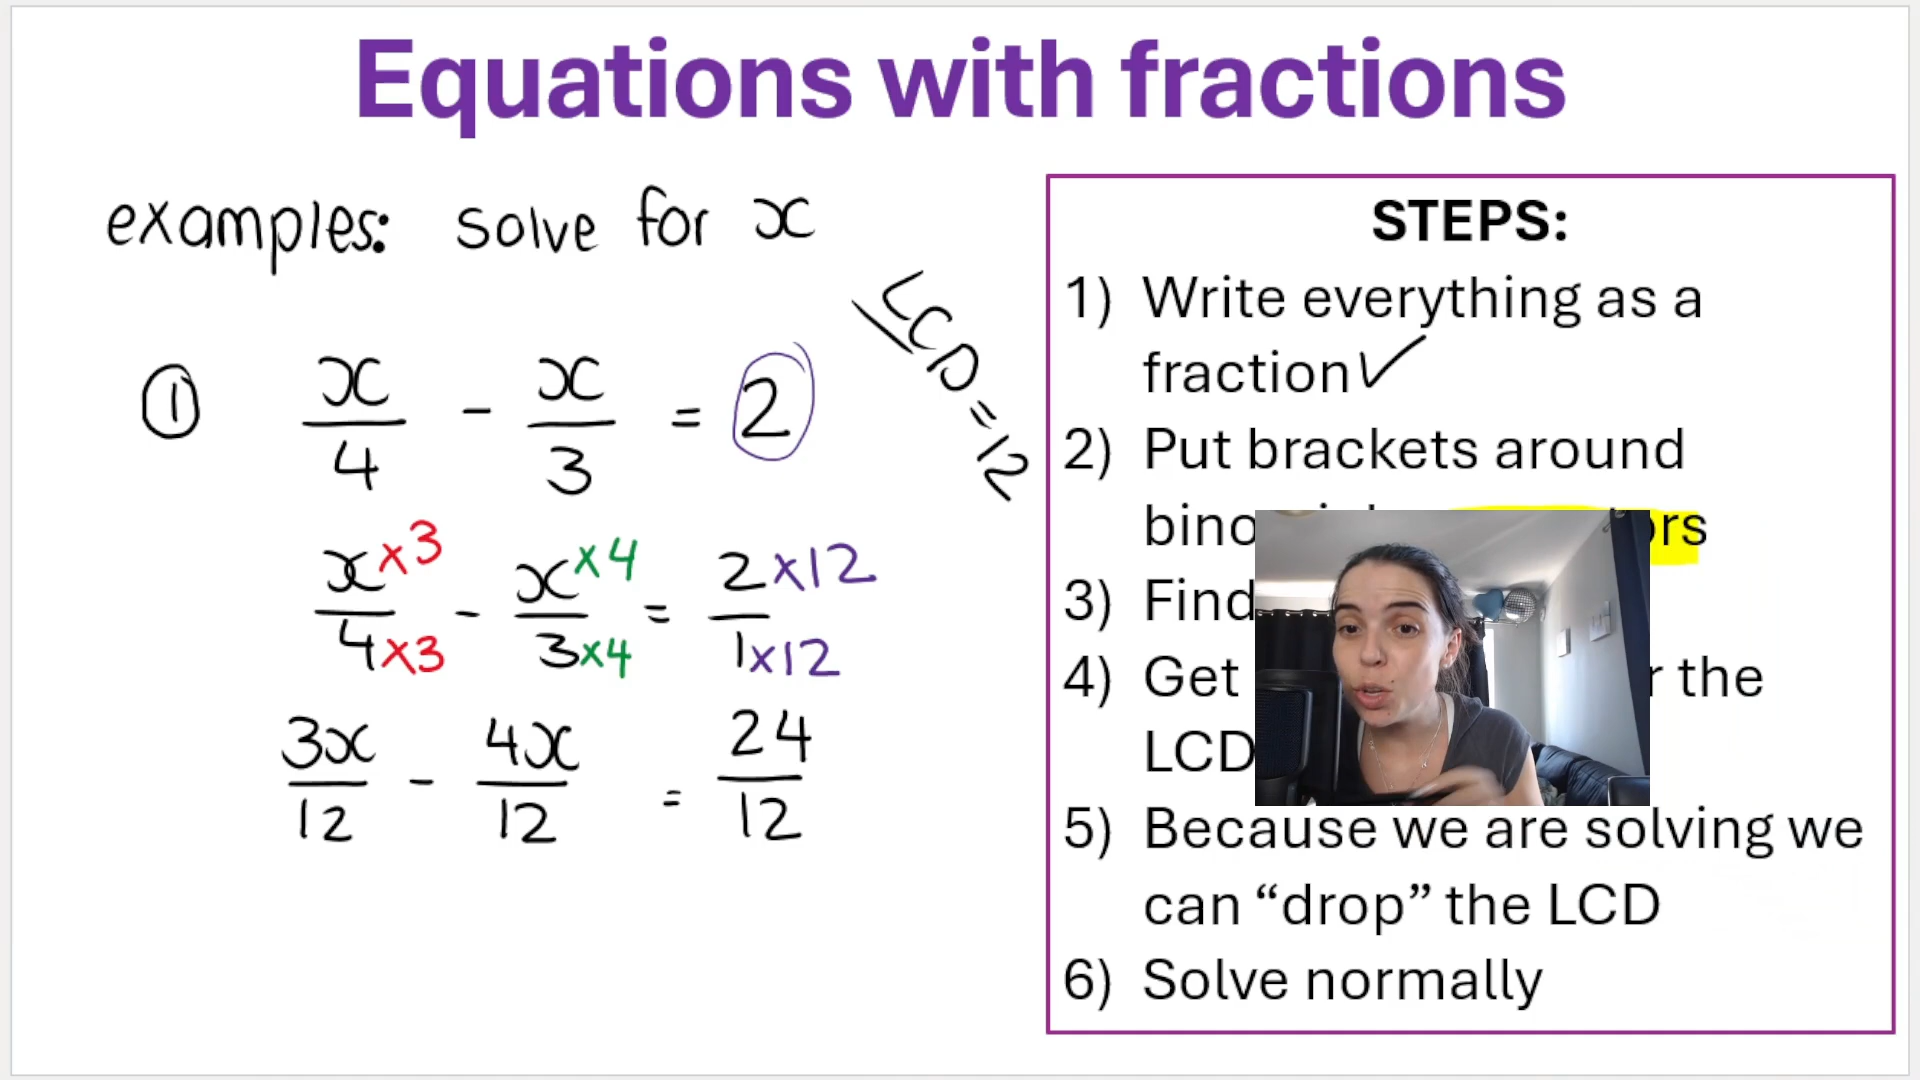 Equations with fractions
examples: solve for x
LCD = 12
① x/4 - x/3 = 2
x×3/4×3 - x×4/3×4 = 2×12/1×12
3x/12 - 4x/12 = 24/12
STEPS:
1) Write everything as a
fraction✓
2) Put brackets around
3) Find
4) Get the
LCD
5) Because we are solving we
can “drop” the LCD
6) Solve normally